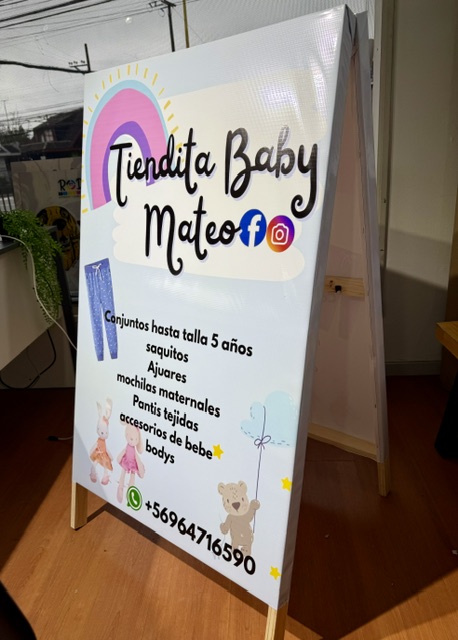 Tiendita Baby
Mateo
Conjuntos hasta talla 5 años
saquitos
Ajuares
mochilas maternales
Pantis tejidas
accesorios de bebe
bodys
+56964716590